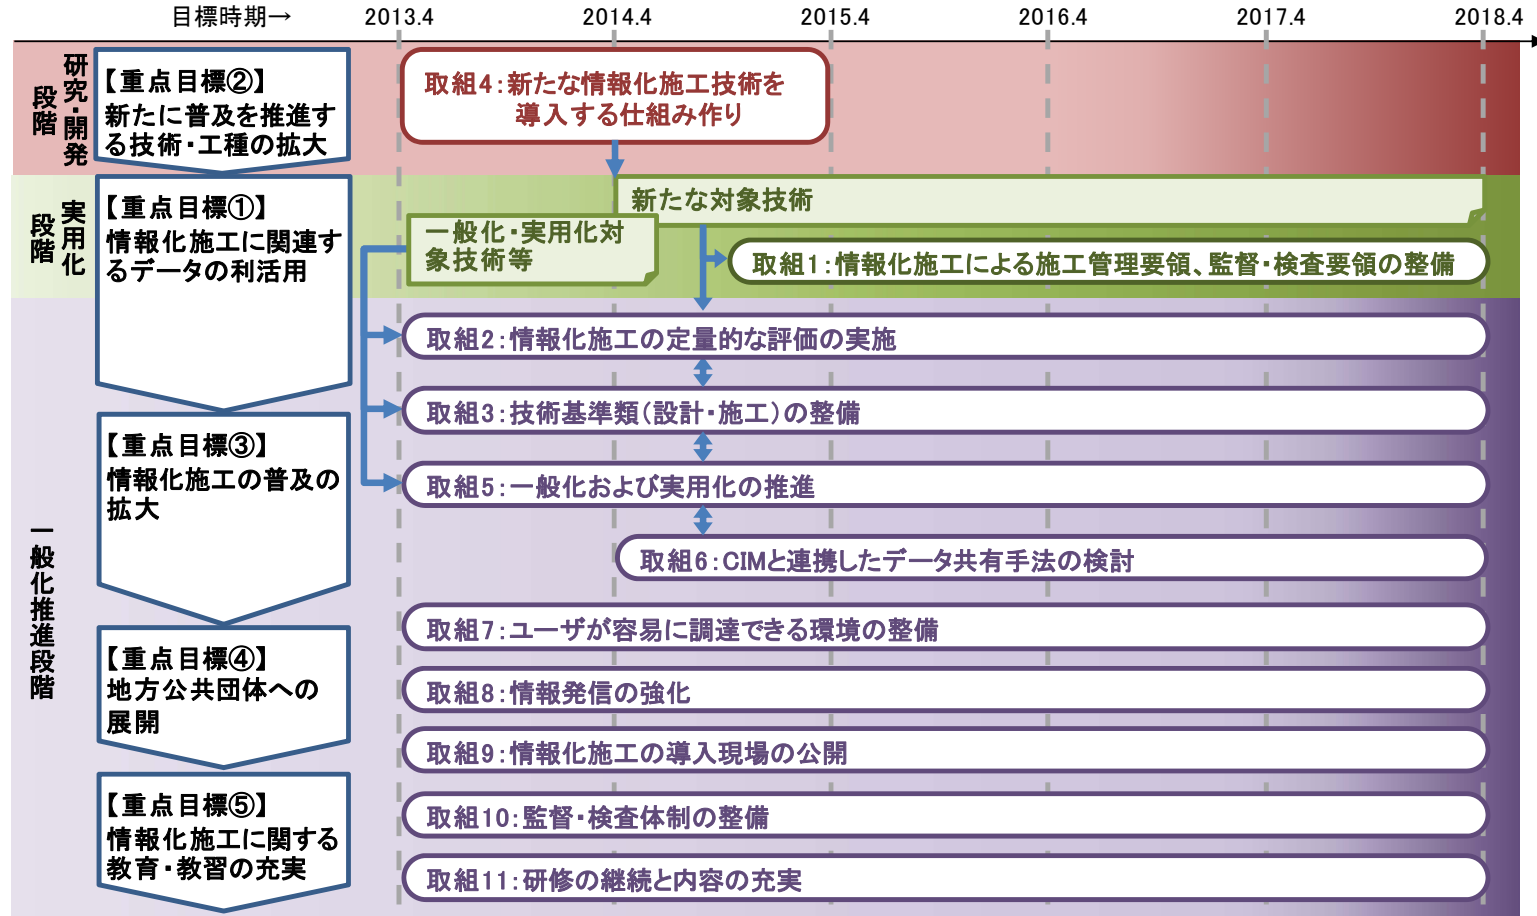 目標時期→ 2013.4 2014.4 2015.4 2016.4 2017.4 2018.4
研究・開発
段階
【重点目標②】
新たに普及を推進す
る技術・工種の拡大
取組4：新たな情報化施工技術を
導入する仕組み作り
実用化
段階
【重点目標①】
情報化施工に関連す
るデータの利活用
新たな対象技術
一般化・実用化対
象技術等
取組1：情報化施工による施工管理要領、監督・検査要領の整備
一般化推進段階
取組2：情報化施工の定量的な評価の実施
取組3：技術基準類（設計・施工）の整備
【重点目標③】
情報化施工の普及の
拡大
取組5：一般化および実用化の推進
取組6：CIMと連携したデータ共有手法の検討
【重点目標④】
地方公共団体への
展開
取組7：ユーザが容易に調達できる環境の整備
取組8：情報発信の強化
取組9：情報化施工の導入現場の公開
【重点目標⑤】
情報化施工に関する
教育・教習の充実
取組10：監督・検査体制の整備
取組11：研修の継続と内容の充実